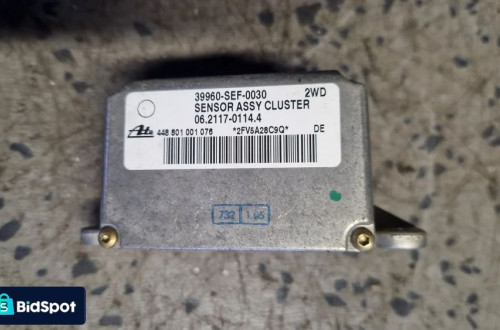 39960-SEF-0030 2WD
SENSOR ASSY CLUSTER
06.2117-0114.4
Ate 448 801 001 076 *2FV5A28C9Q* DE
732 1.05
S BidSpot